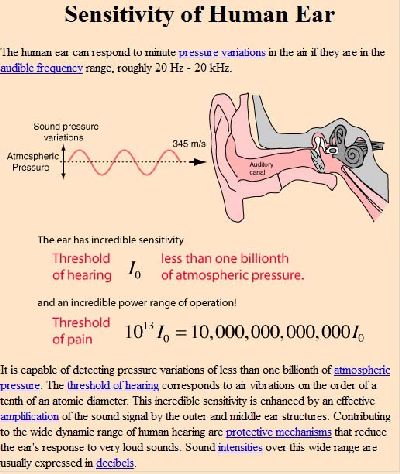 Sensitivity of Human Ear
The human ear can respond to minute pressure variations in the air if they are in the
audible frequency range, roughly 20 Hz - 20 kHz.
Sound pressure
variations
Atmospheric
Pressure
345 m/s
Auditory
canal
The ear has incredible sensitivity
Threshold
of hearing
I₀
less than one billionth
of atmospheric pressure.
and an incredible power range of operation!
Threshold
of pain
10¹³ I₀ = 10,000,000,000,000 I₀
It is capable of detecting pressure variations of less than one billionth of atmospheric
pressure. The threshold of hearing corresponds to air vibrations on the order of a
tenth of an atomic diameter. This incredible sensitivity is enhanced by an effective
amplification of the sound signal by the outer and middle ear structures. Contributing
to the wide dynamic range of human hearing are protective mechanisms that reduce
the ear's response to very loud sounds. Sound intensities over this wide range are
usually expressed in decibels.